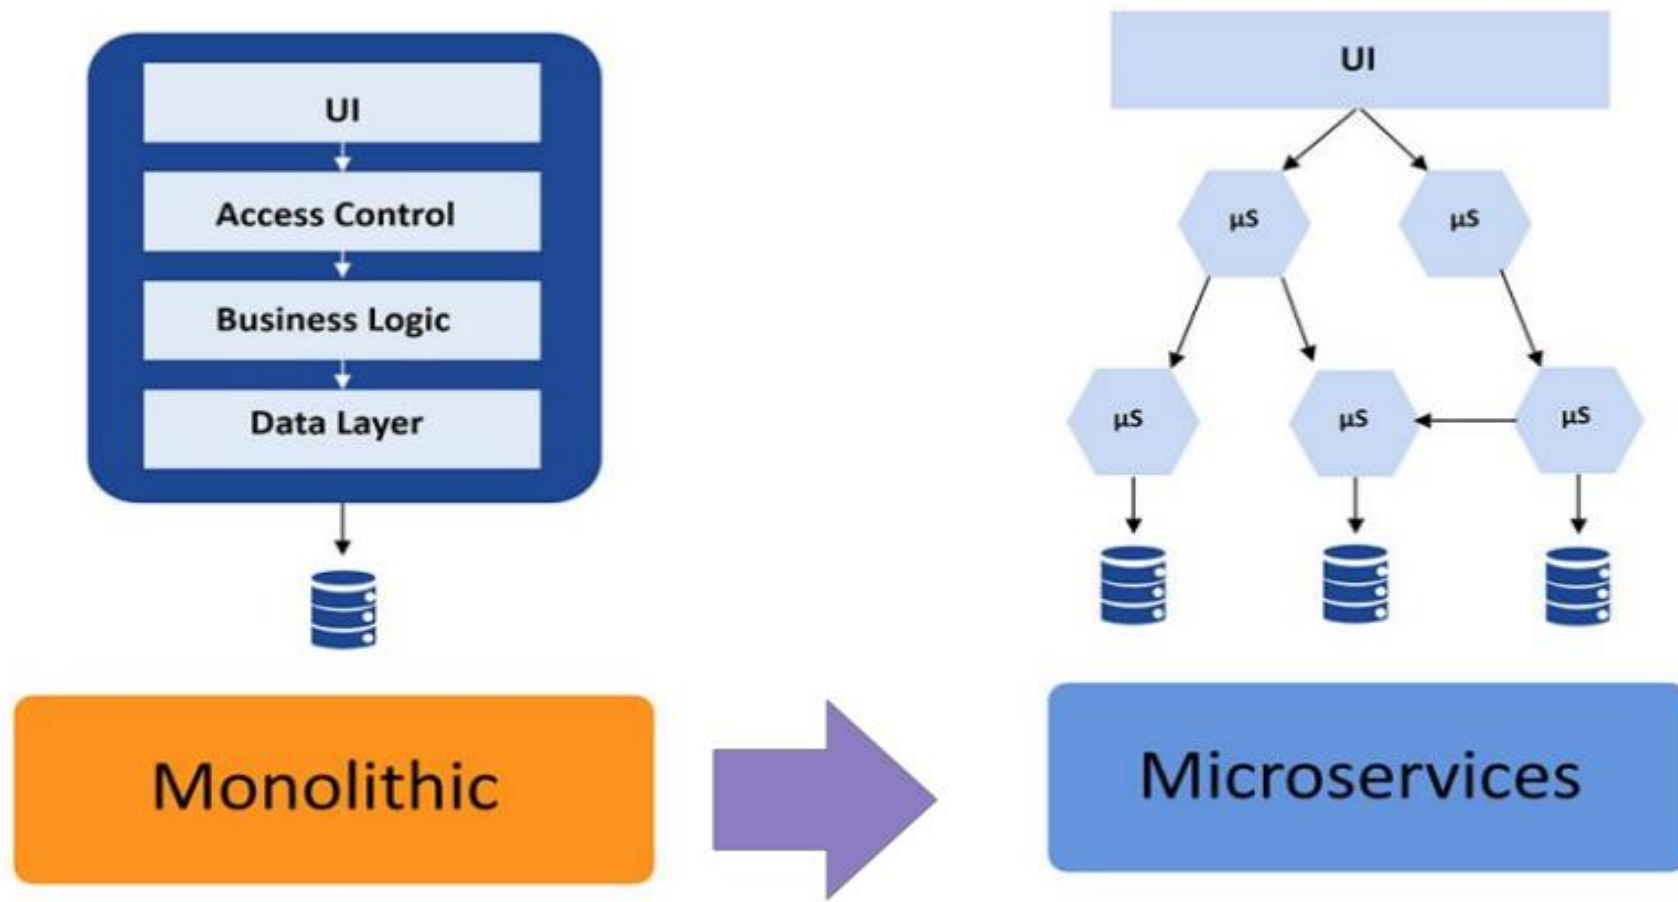 UI
Access Control
Business Logic
Data Layer
Monolithic
UI
μS
μS
μS
μS
μS
Microservices